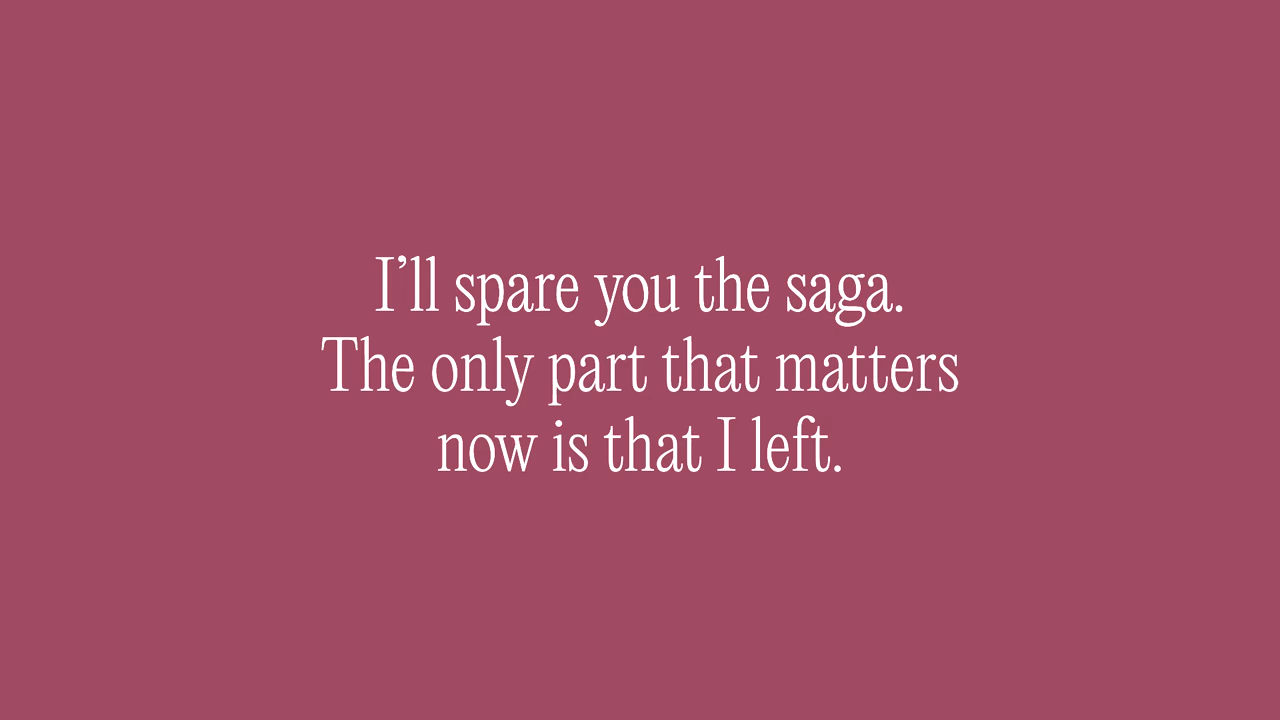 I’ll spare you the saga.
The only part that matters
now is that I left.